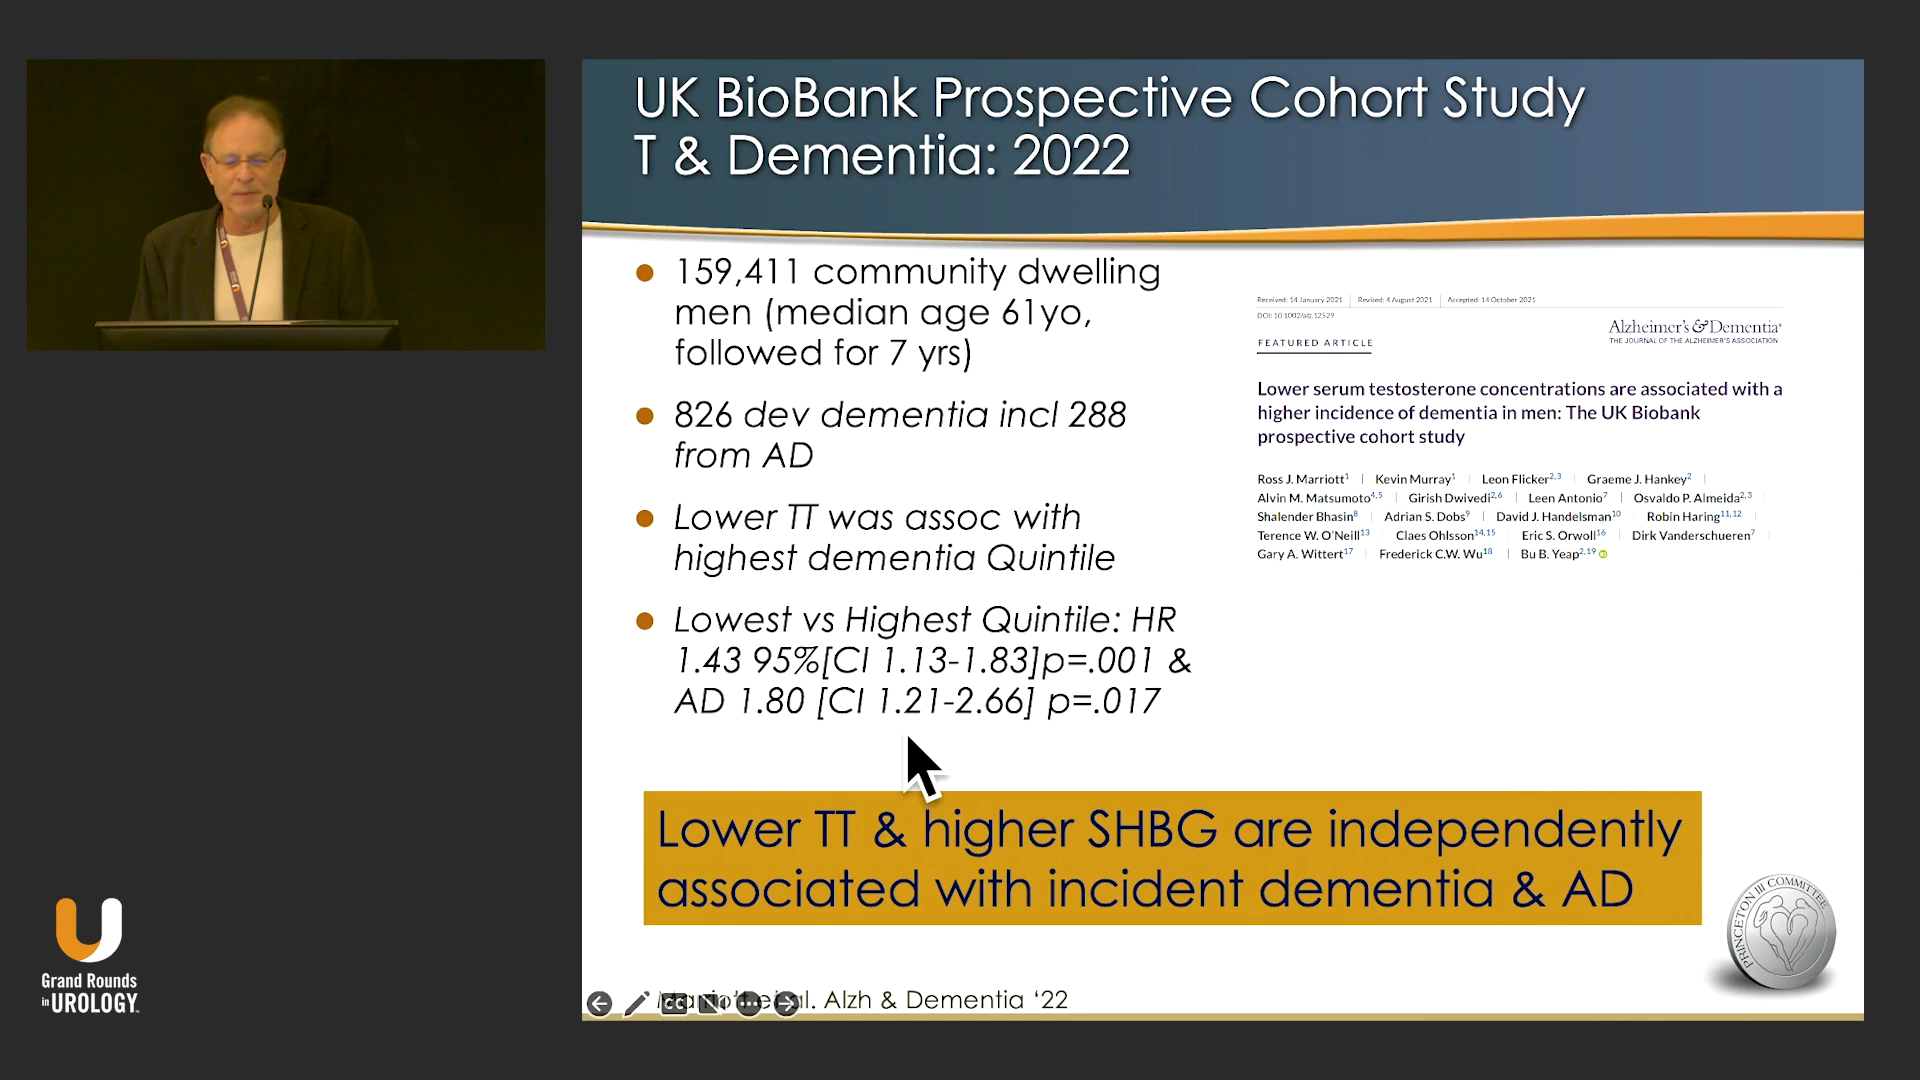 UK BioBank Prospective Cohort Study
T & Dementia: 2022
159,411 community dwelling
men (median age 61yo,
followed for 7 yrs)
826 dev dementia incl 288
from AD
Lower TT was assoc with
highest dementia Quintile
Lowest vs Highest Quintile: HR
1.43 95%[CI 1.13-1.83]p=.001 &
AD 1.80 [CI 1.21-2.66] p=.017
Received: 14 January 2021 | Revised: 4 August 2021 | Accepted: 14 October 2021
DOI: 10.1002/alz.12529
FEATURED ARTICLE
Alzheimer's & Dementia®
THE JOURNAL OF THE ALZHEIMER'S ASSOCIATION
Lower serum testosterone concentrations are associated with a
higher incidence of dementia in men: The UK Biobank
prospective cohort study
Ross J. Marriott1 | Kevin Murray1 | Leon Flicker2,3 | Graeme J. Hankey2 |
Alvin M. Matsumoto4,5 | Girish Dwivedi2,6 | Leen Antonio7 | Osvaldo P. Almeida2,3 |
Shalender Bhasin8 | Adrian S. Dobs9 | David J. Handelsman10 | Robin Haring11,12 |
Terence W. O'Neill13 | Claes Ohlsson14,15 | Eric S. Orwoll16 | Dirk Vanderschueren7 |
Gary A. Wittert17 | Frederick C.W. Wu18 | Bu B. Yeap2,19
Lower TT & higher SHBG are independently
associated with incident dementia & AD
PRINCETON III COMMITTEE
Marriott et al. Alzh & Dementia ‘22
CC
Grand Rounds
in UROLOGY